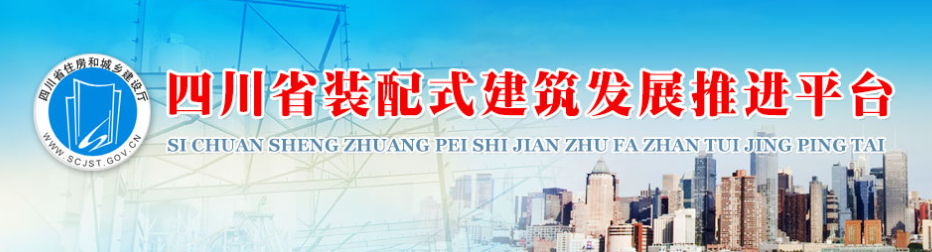 四川省住房和城乡建设厅
WWW.SCJST.GOV.CN
四川省装配式建筑发展推进平台
SI CHUAN SHENG ZHUANG PEI SHI JIAN ZHU FA ZHAN TUI JING PING TAI